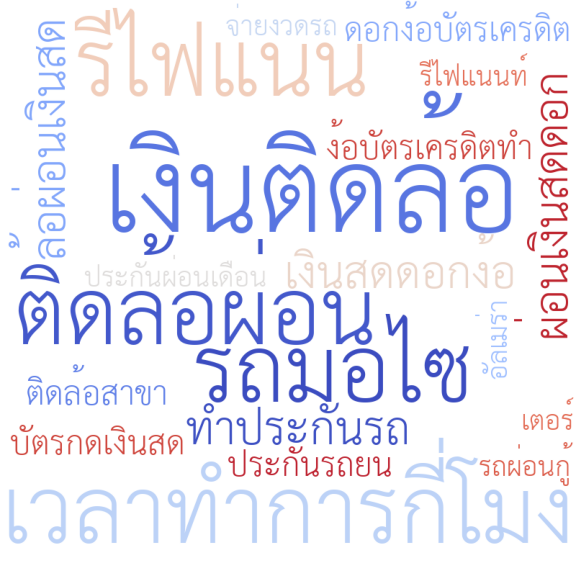 จ่ายงวดรถ
ดอกง้อบัตรเครดิต
รีไฟแนน
รีไฟแนนท์
ล้อผ่อนเงินสด
เงินติดล้อ
ง้อบัตรเครดิตทำ
ผ่อนเงินสดดอก
ประกันผ่อนเดือน
เงินสดดอกง้อ
ติดล้อผ่อน
อัลเมร่า
รถมอไซ
ติดล้อสาขา
ทำประกันรถ
เตอร์
บัตรกดเงินสด
ประกันรถยน
รถผ่อนกู้
เวลาทำการกี่โมง